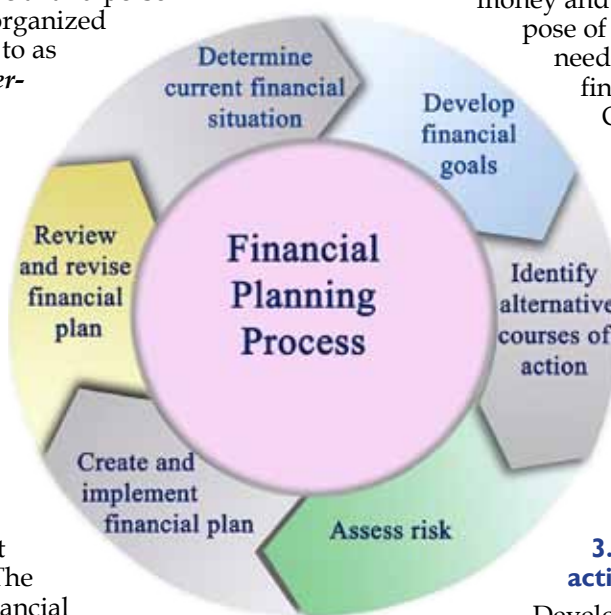 organized
to as
er-
money and
pose of
need
fin
Determine
current financial
situation
Develop
financial
goals
Identify
alternative
courses of
action
Assess risk
Create and
implement
financial plan
Review
and revise
financial
plan
Financial
Planning
Process
The
ancial
3.
acti
Develo